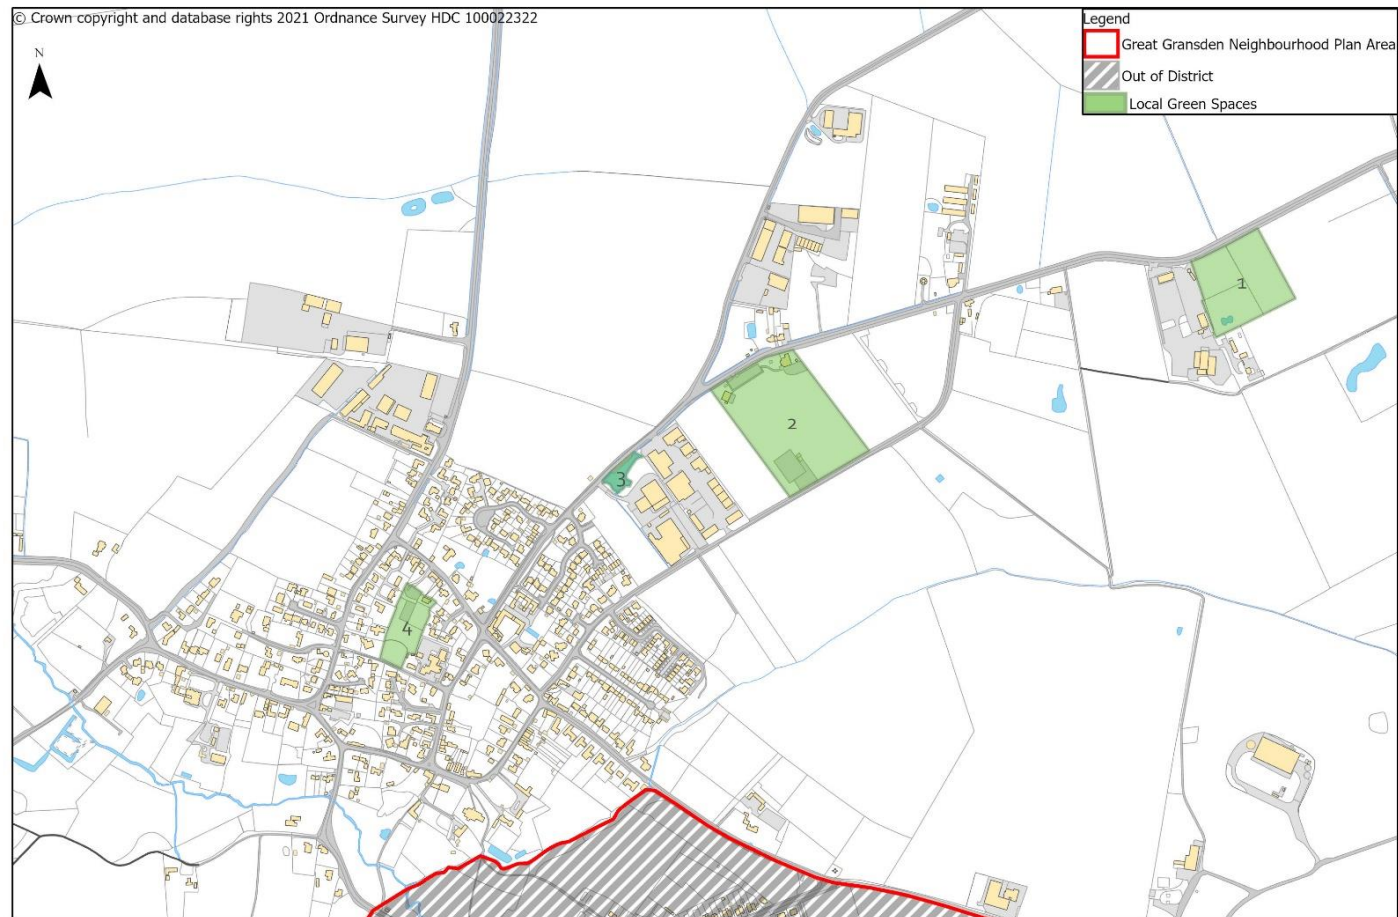 © Crown copyright and database rights 2021 Ordnance Survey HDC 100022322
N
Legend
Great Gransden Neighbourhood Plan Area
Out of District
Local Green Spaces
1
2
3
4